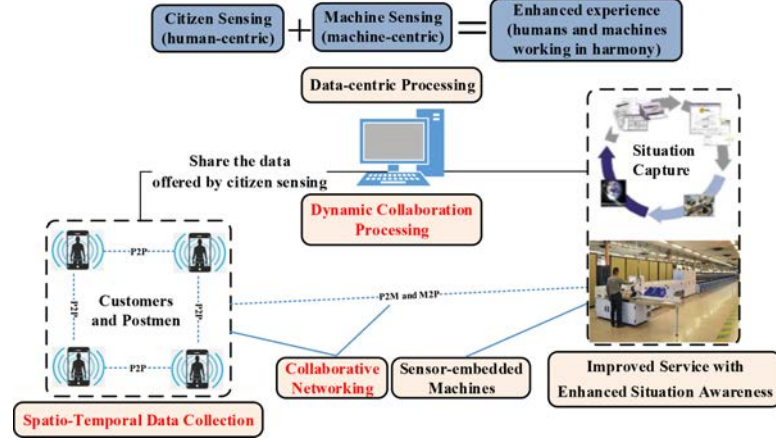 Citizen Sensing
(human-centric)
+
Machine Sensing
(machine-centric)
=
Enhanced experience
(humans and machines
working in harmony)
Data-centric Processing
Share the data
offered by citizen sensing
Situation
Capture
Dynamic Collaboration
Processing
P2P
P2P
P2P
P2P
Customers
and Postmen
P2M and M2P
Collaborative
Networking
Sensor-embedded
Machines
Improved Service with
Enhanced Situation Awareness
Spatio-Temporal Data Collection